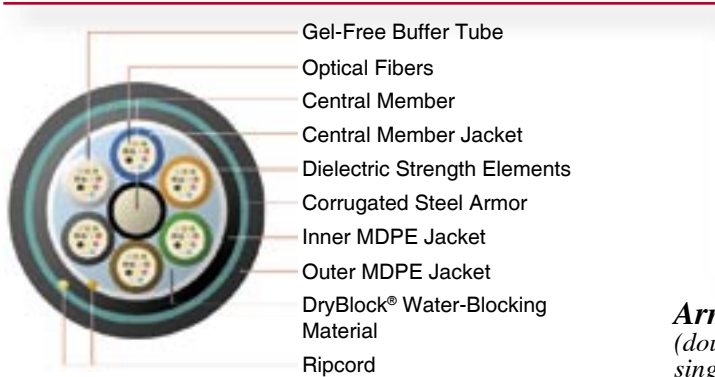 Gel-Free Buffer Tube
Optical Fibers
Central Member
Central Member Jacket
Dielectric Strength Elements
Corrugated Steel Armor
Inner MDPE Jacket
Outer MDPE Jacket
DryBlock® Water-Blocking
Material
Ripcord